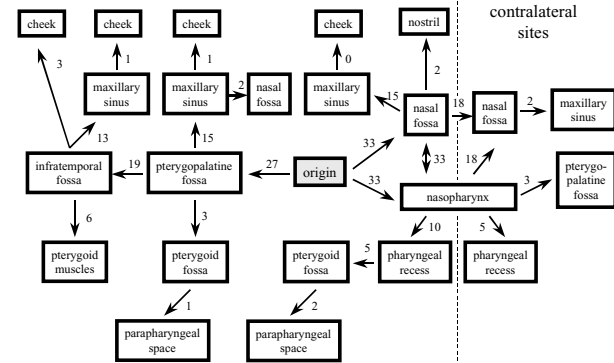 contralateral
sites
cheek
cheek
cheek
cheek
nostril
3
1
1
0
2
maxillary
sinus
maxillary
sinus
2
nasal
fossa
maxillary
sinus
15
nasal
fossa
18
nasal
fossa
2
maxillary
sinus
13
15
33
33
18
infratemporal
fossa
19
pterygopalatine
fossa
27
origin
33
nasopharynx
3
pterygo-
palatine
fossa
6
3
10
5
pterygoid
muscles
pterygoid
fossa
pterygoid
fossa
5
pharyngeal
recess
pharyngeal
recess
1
2
parapharyngeal
space
parapharyngeal
space